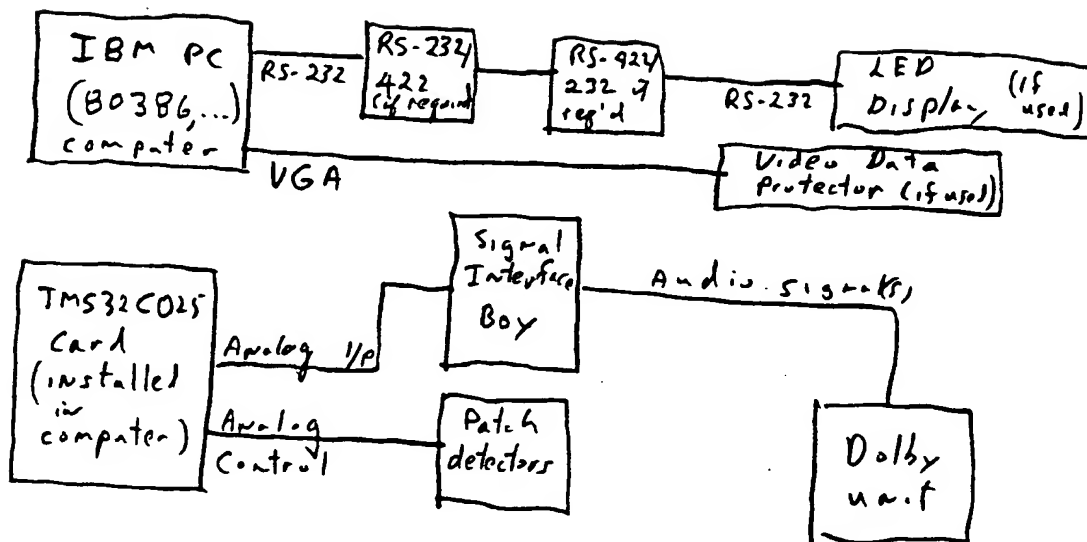 IBM PC
(80386,...)
computer
RS-232
RS-232/
422
(if required)
RS-422/
232 if
req'd
RS-232
LED (if
Display used)
VGA
Video Data
Protector (if used)
TMS32C025
Card
(installed
in
computer)
Analog I/P
Signal
Interface
Box
Audio signal(s)
Analog
Control
Patch
detectors
Dolby
unit